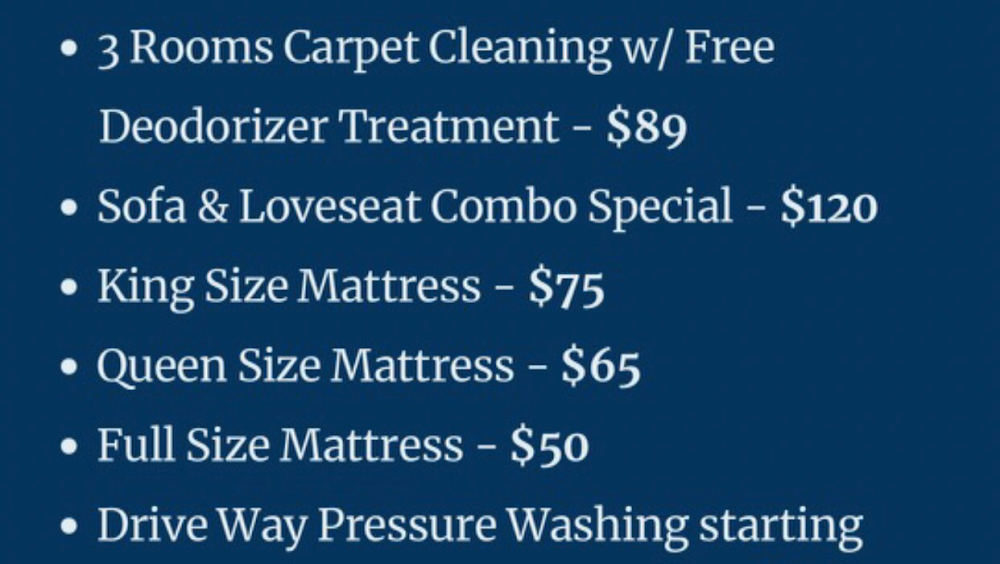 • 3 Rooms Carpet Cleaning w/ Free
Deodorizer Treatment - $89
• Sofa & Loveseat Combo Special - $120
• King Size Mattress - $75
• Queen Size Mattress - $65
• Full Size Mattress - $50
• Drive Way Pressure Washing starting